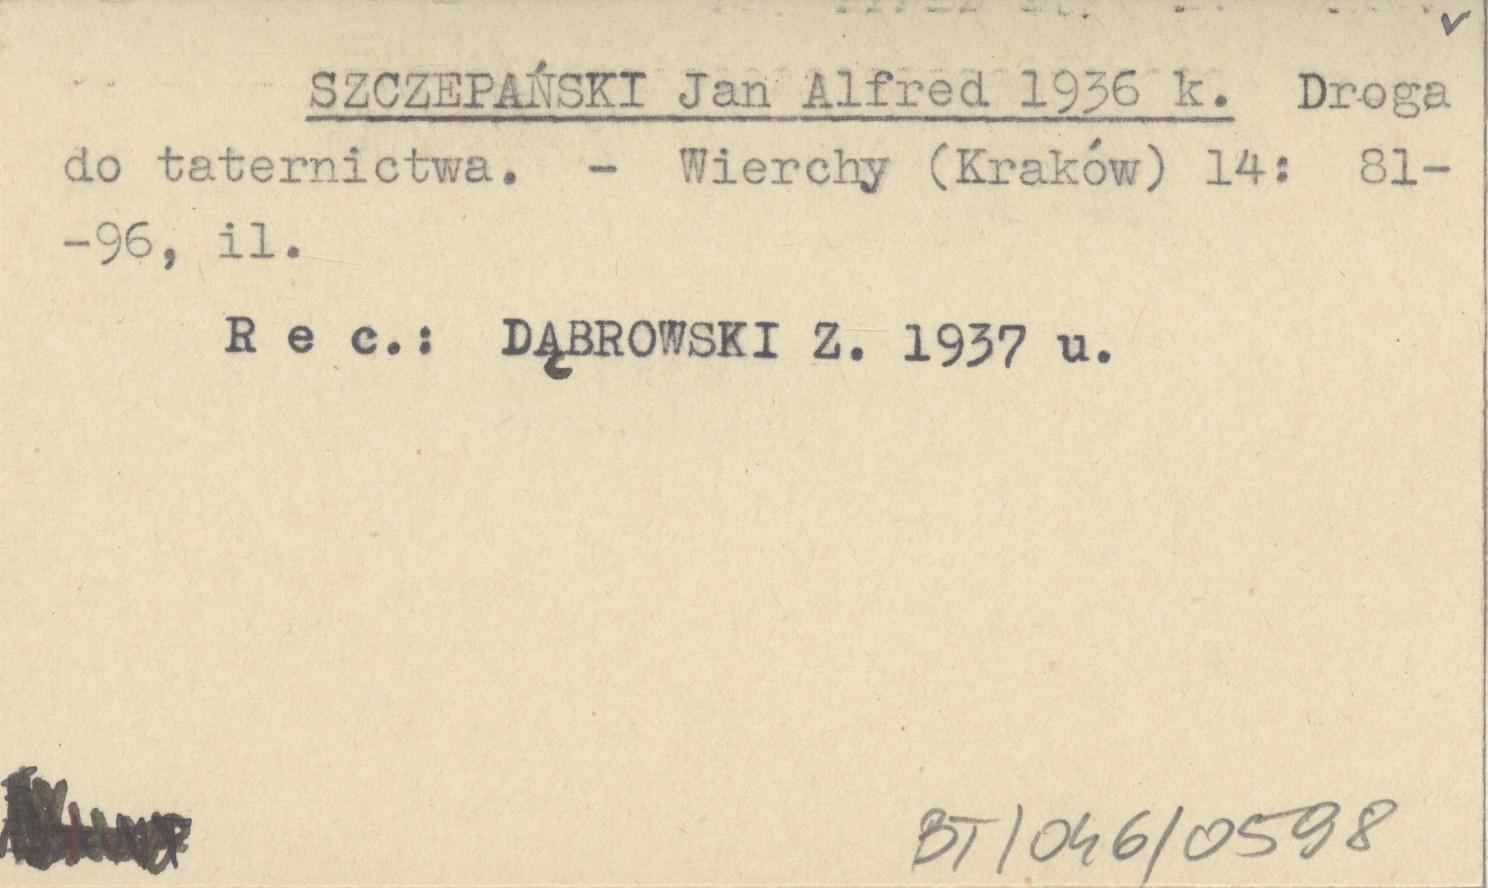 SZCZEPAŃSKI Jan Alfred 1936 k. Droga
do taternictwa. - Wierchy (Kraków) 14: 81-
-96, il.
R e c.: DĄBROWSKI Z. 1937 u.
BT/046/0598